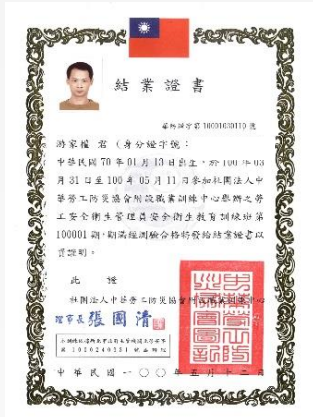 結業證書
字第10001030110號
游家權 君 (身分證字號:
中華民國70年01月13日出生,於100年03
月31日至100年05月11日參加社團法人中
華勞工防災協會附設職業訓練中心舉辦之勞
工安全衛生管理員安全衛生教育訓練班第
100001期,期滿經測驗合格特發給結業證書以
資證明。
此 證
社團法人中華勞工防災協會附設職業訓練中心
理事長 張國清
中華民國一〇〇年五月十二日